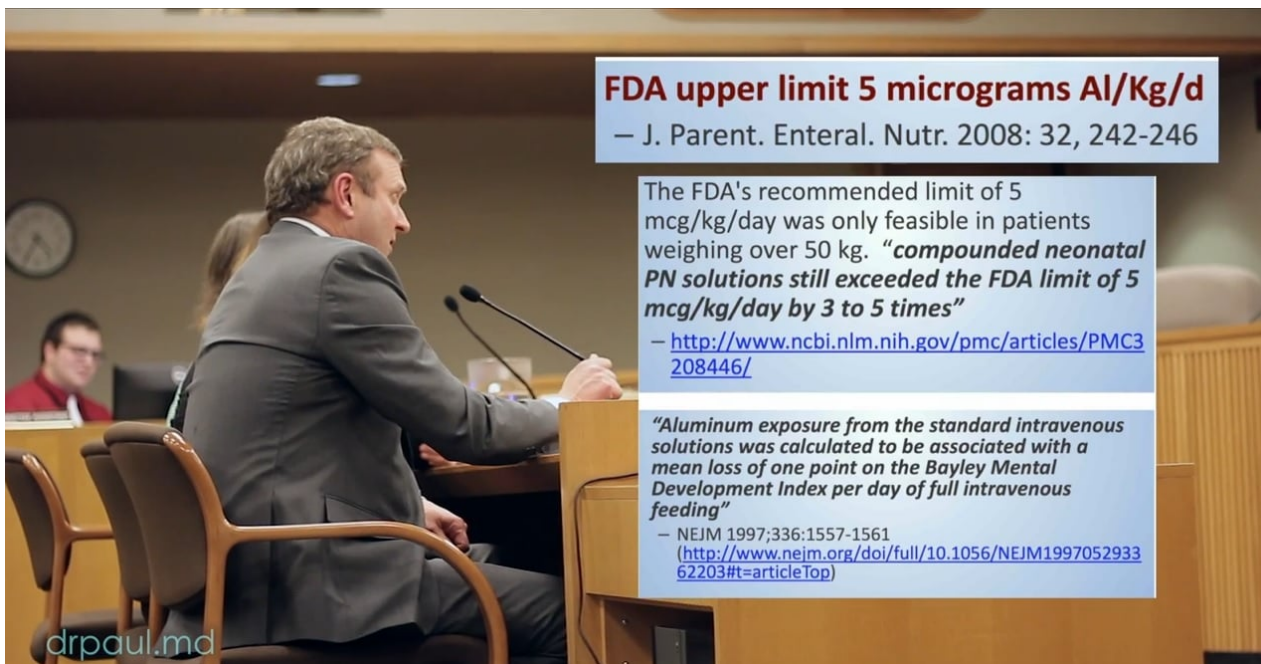 FDA upper limit 5 micrograms Al/Kg/d
– J. Parent. Enteral. Nutr. 2008: 32, 242-246
The FDA's recommended limit of 5
mcg/kg/day was only feasible in patients
weighing over 50 kg. “compounded neonatal
PN solutions still exceeded the FDA limit of 5
mcg/kg/day by 3 to 5 times”
– http://www.ncbi.nlm.nih.gov/pmc/articles/PMC3
208446/
“Aluminum exposure from the standard intravenous
solutions was calculated to be associated with a
mean loss of one point on the Bayley Mental
Development Index per day of full intravenous
feeding”
– NEJM 1997;336:1557-1561
(http://www.nejm.org/doi/full/10.1056/NEJM1997052933
62203#t=articleTop)
drpaul.md